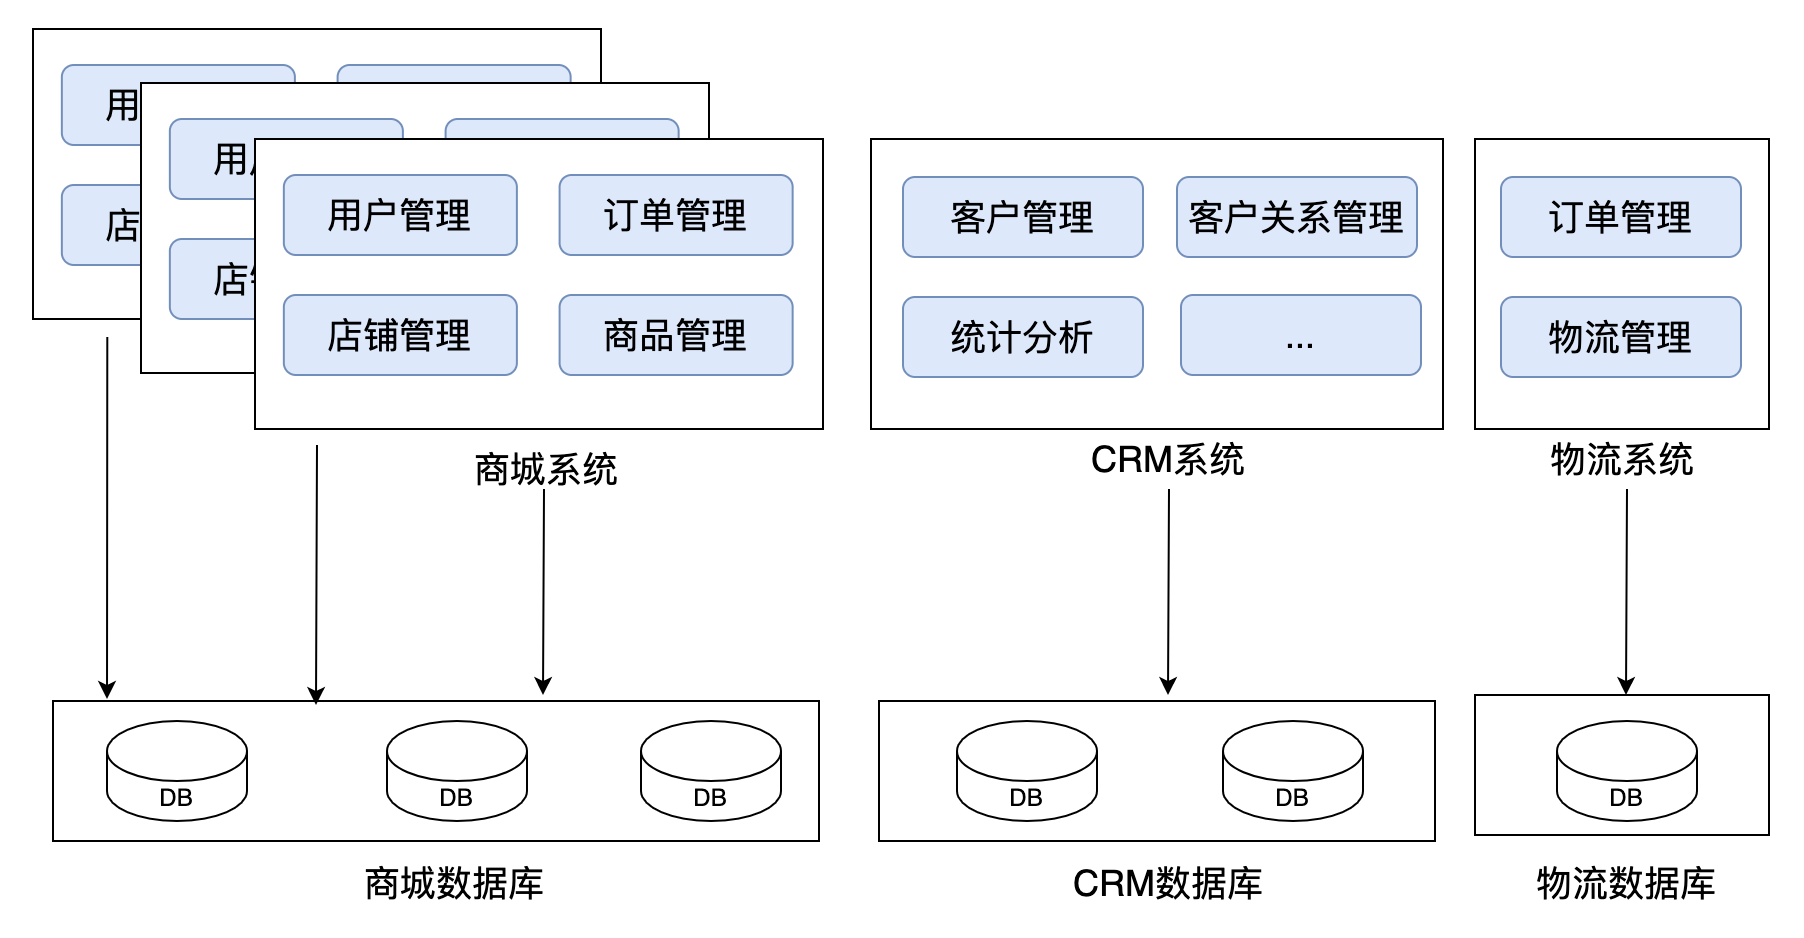 用
店
用户
店
用户管理
订单管理
店铺管理
商品管理
商城系统
客户管理
客户关系管理
统计分析
...
CRM系统
订单管理
物流管理
物流系统
DB
DB
DB
商城数据库
DB
DB
CRM数据库
DB
物流数据库